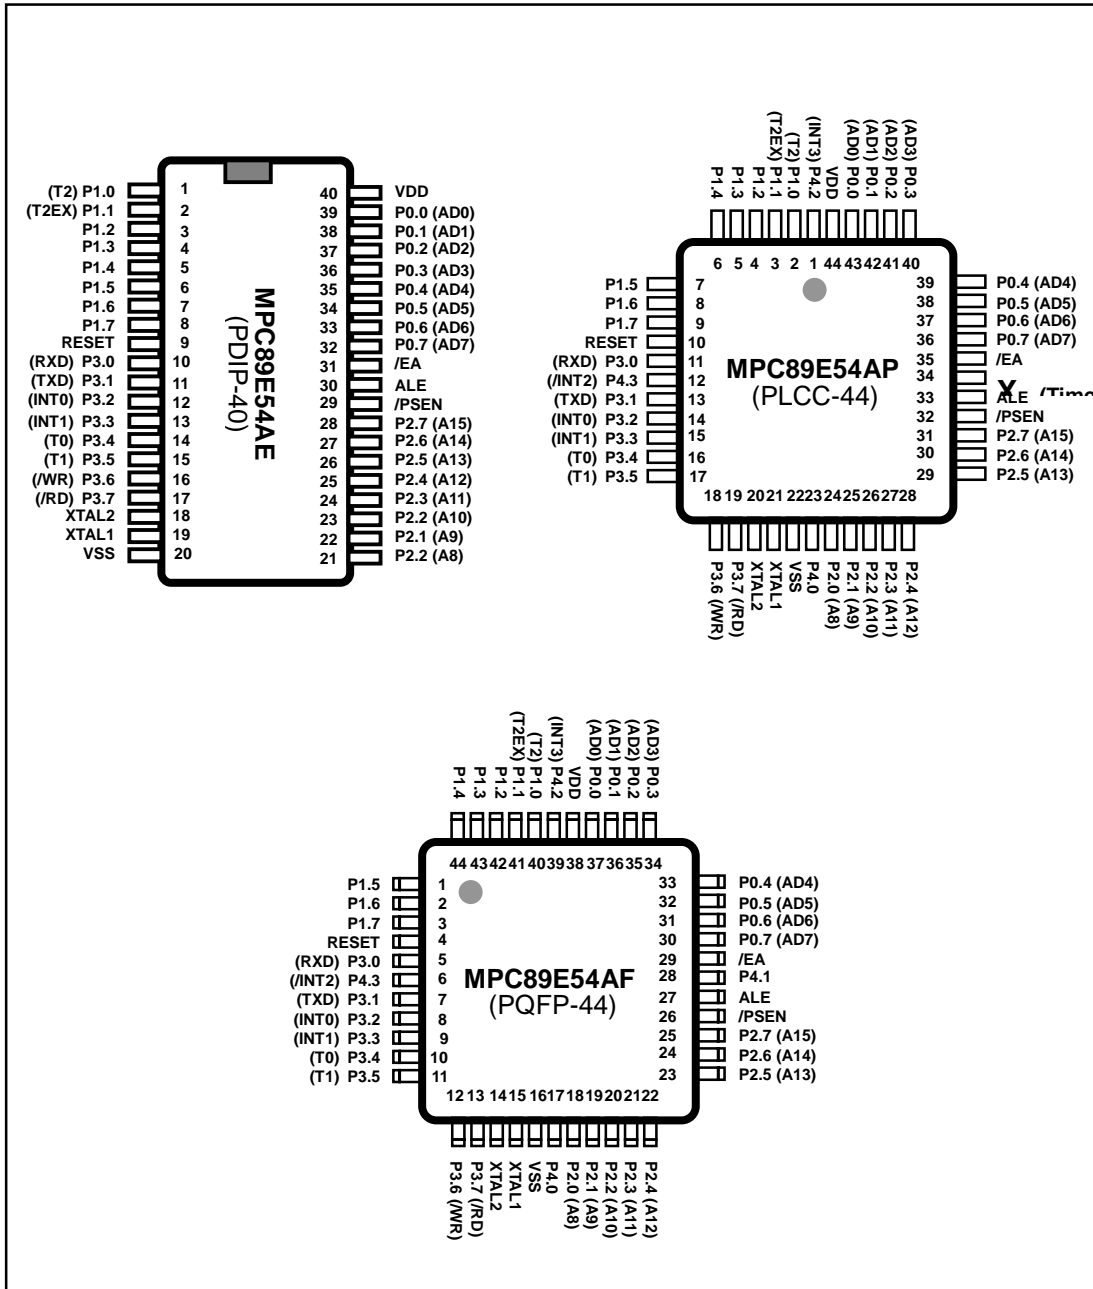 (T2) P1.0 1 40 VDD
(T2EX) P1.1 2 39 P0.0 (AD0)
P1.2 3 38 P0.1 (AD1)
P1.3 4 37 P0.2 (AD2)
P1.4 5 36 P0.3 (AD3)
P1.5 6 35 P0.4 (AD4)
P1.6 7 34 P0.5 (AD5)
P1.7 8 33 P0.6 (AD6)
RESET 9 32 P0.7 (AD7)
(RXD) P3.0 10 31 /EA
(TXD) P3.1 11 30 ALE
(INT0) P3.2 12 29 /PSEN
(INT1) P3.3 13 28 P2.7 (A15)
(T0) P3.4 14 27 P2.6 (A14)
(T1) P3.5 15 26 P2.5 (A13)
(/WR) P3.6 16 25 P2.4 (A12)
(/RD) P3.7 17 24 P2.3 (A11)
XTAL2 18 23 P2.2 (A10)
XTAL1 19 22 P2.1 (A9)
VSS 20 21 P2.2 (A8)
MPC89E54AE
(PDIP-40)
P1.4
P1.3
P1.2
(T2EX) P1.1
(T2) P1.0
(INT3) P4.2
VDD
(AD0) P0.0
(AD1) P0.1
(AD2) P0.2
(AD3) P0.3
6 5 4 3 2 1 44 43 42 41 40
P1.5 7 39 P0.4 (AD4)
P1.6 8 38 P0.5 (AD5)
P1.7 9 37 P0.6 (AD6)
RESET 10 36 P0.7 (AD7)
(RXD) P3.0 11 35 /EA
(/INT2) P4.3 12 34
(TXD) P3.1 13 33 ALE
(INT0) P3.2 14 32 /PSEN
(INT1) P3.3 15 31 P2.7 (A15)
(T0) P3.4 16 30 P2.6 (A14)
(T1) P3.5 17 29 P2.5 (A13)
MPC89E54AP
(PLCC-44)
18 19 20 21 22 23 24 25 26 27 28
P3.6 (/WR)
P3.7 (/RD)
XTAL2
XTAL1
VSS
P4.0
P2.0 (A8)
P2.1 (A9)
P2.2 (A10)
P2.3 (A11)
P2.4 (A12)
P1.4
P1.3
P1.2
(T2EX) P1.1
(T2) P1.0
(INT3) P4.2
VDD
(AD0) P0.0
(AD1) P0.1
(AD2) P0.2
(AD3) P0.3
44 43 42 41 40 39 38 37 36 35 34
P1.5 1 33 P0.4 (AD4)
P1.6 2 32 P0.5 (AD5)
P1.7 3 31 P0.6 (AD6)
RESET 4 30 P0.7 (AD7)
(RXD) P3.0 5 29 /EA
(/INT2) P4.3 6 28 P4.1
(TXD) P3.1 7 27 ALE
(INT0) P3.2 8 26 /PSEN
(INT1) P3.3 9 25 P2.7 (A15)
(T0) P3.4 10 24 P2.6 (A14)
(T1) P3.5 11 23 P2.5 (A13)
MPC89E54AF
(PQFP-44)
12 13 14 15 16 17 18 19 20 21 22
P3.6 (/WR)
P3.7 (/RD)
XTAL2
XTAL1
VSS
P4.0
P2.0 (A8)
P2.1 (A9)
P2.2 (A10)
P2.3 (A11)
P2.4 (A12)